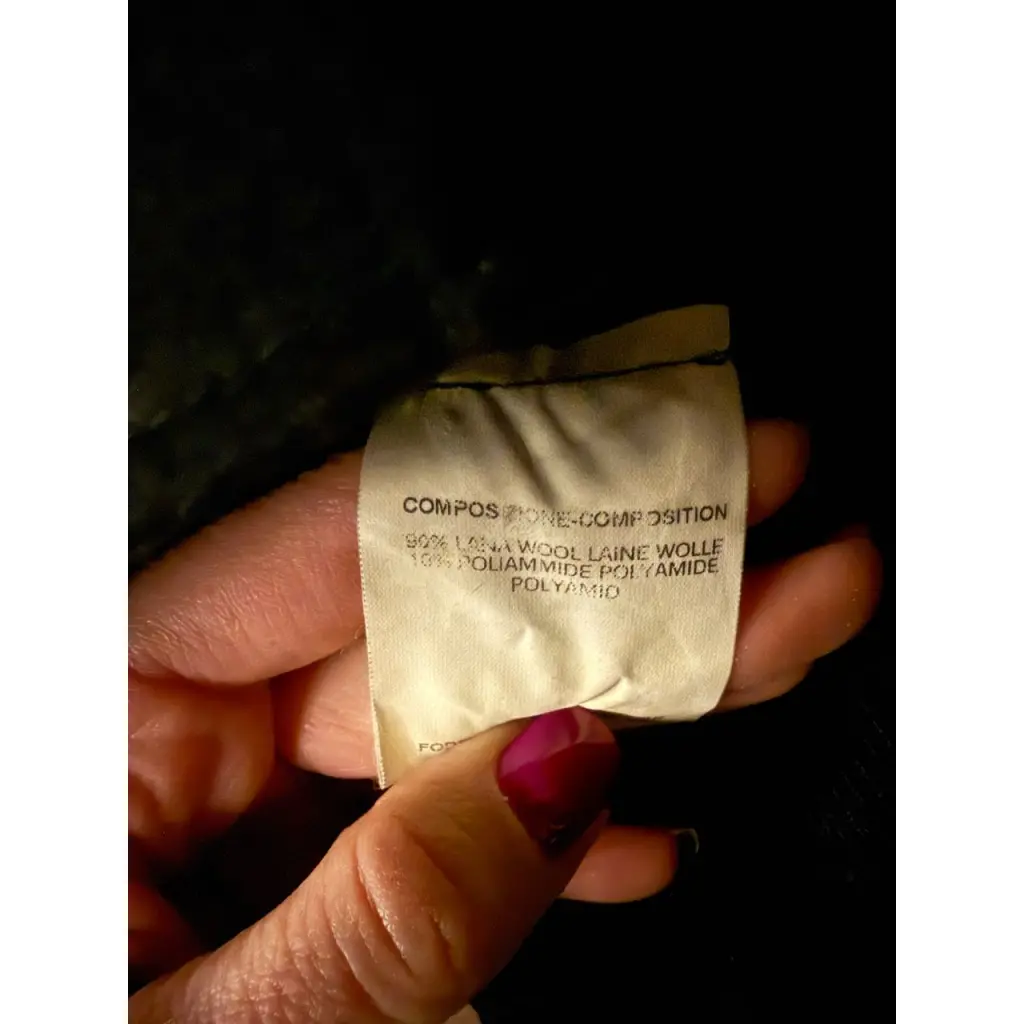 COMPOSIZIONE-COMPOSITION
90% LANA WOOL LAINE WOLLE
10% POLIAMMIDE POLYAMIDE
POLYAMID